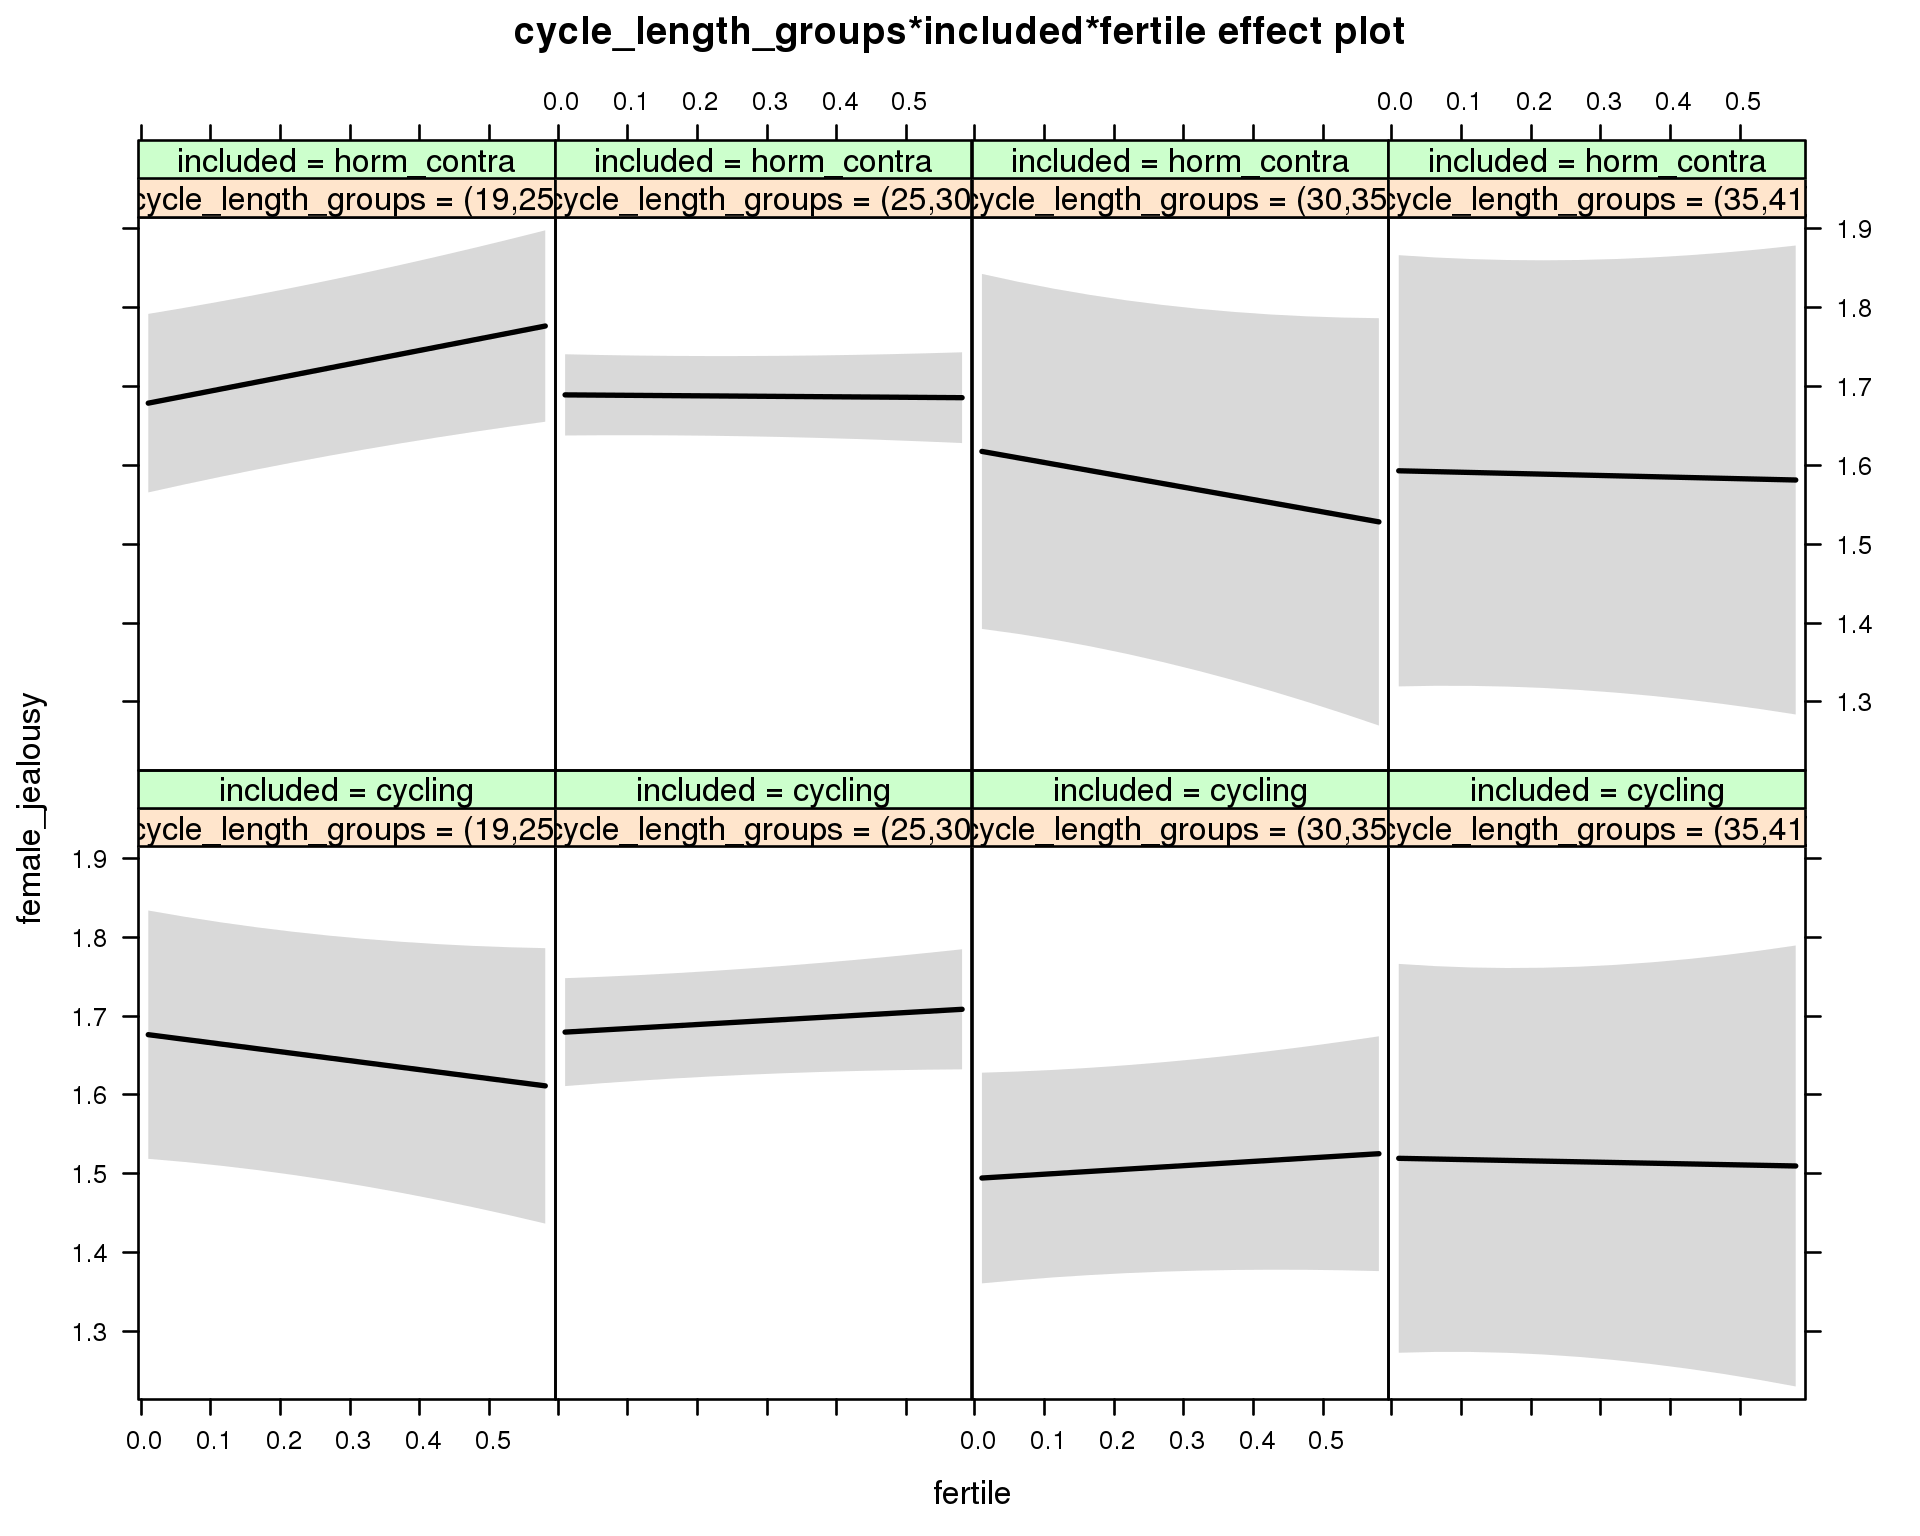 cycle_length_groups*included*fertile effect plot
0.0 0.1 0.2 0.3 0.4 0.5 0.0 0.1 0.2 0.3 0.4 0.5
included = horm_contra included = horm_contra included = horm_contra included = horm_contra
cycle_length_groups = (19,25 cycle_length_groups = (25,30 cycle_length_groups = (30,35 cycle_length_groups = (35,41
1.9
1.8
1.7
1.6
1.5
1.4
1.3
female_jealousy
included = cycling included = cycling included = cycling included = cycling
cycle_length_groups = (19,25 cycle_length_groups = (25,30 cycle_length_groups = (30,35 cycle_length_groups = (35,41
1.9
1.8
1.7
1.6
1.5
1.4
1.3
0.0 0.1 0.2 0.3 0.4 0.5 0.0 0.1 0.2 0.3 0.4 0.5
fertile